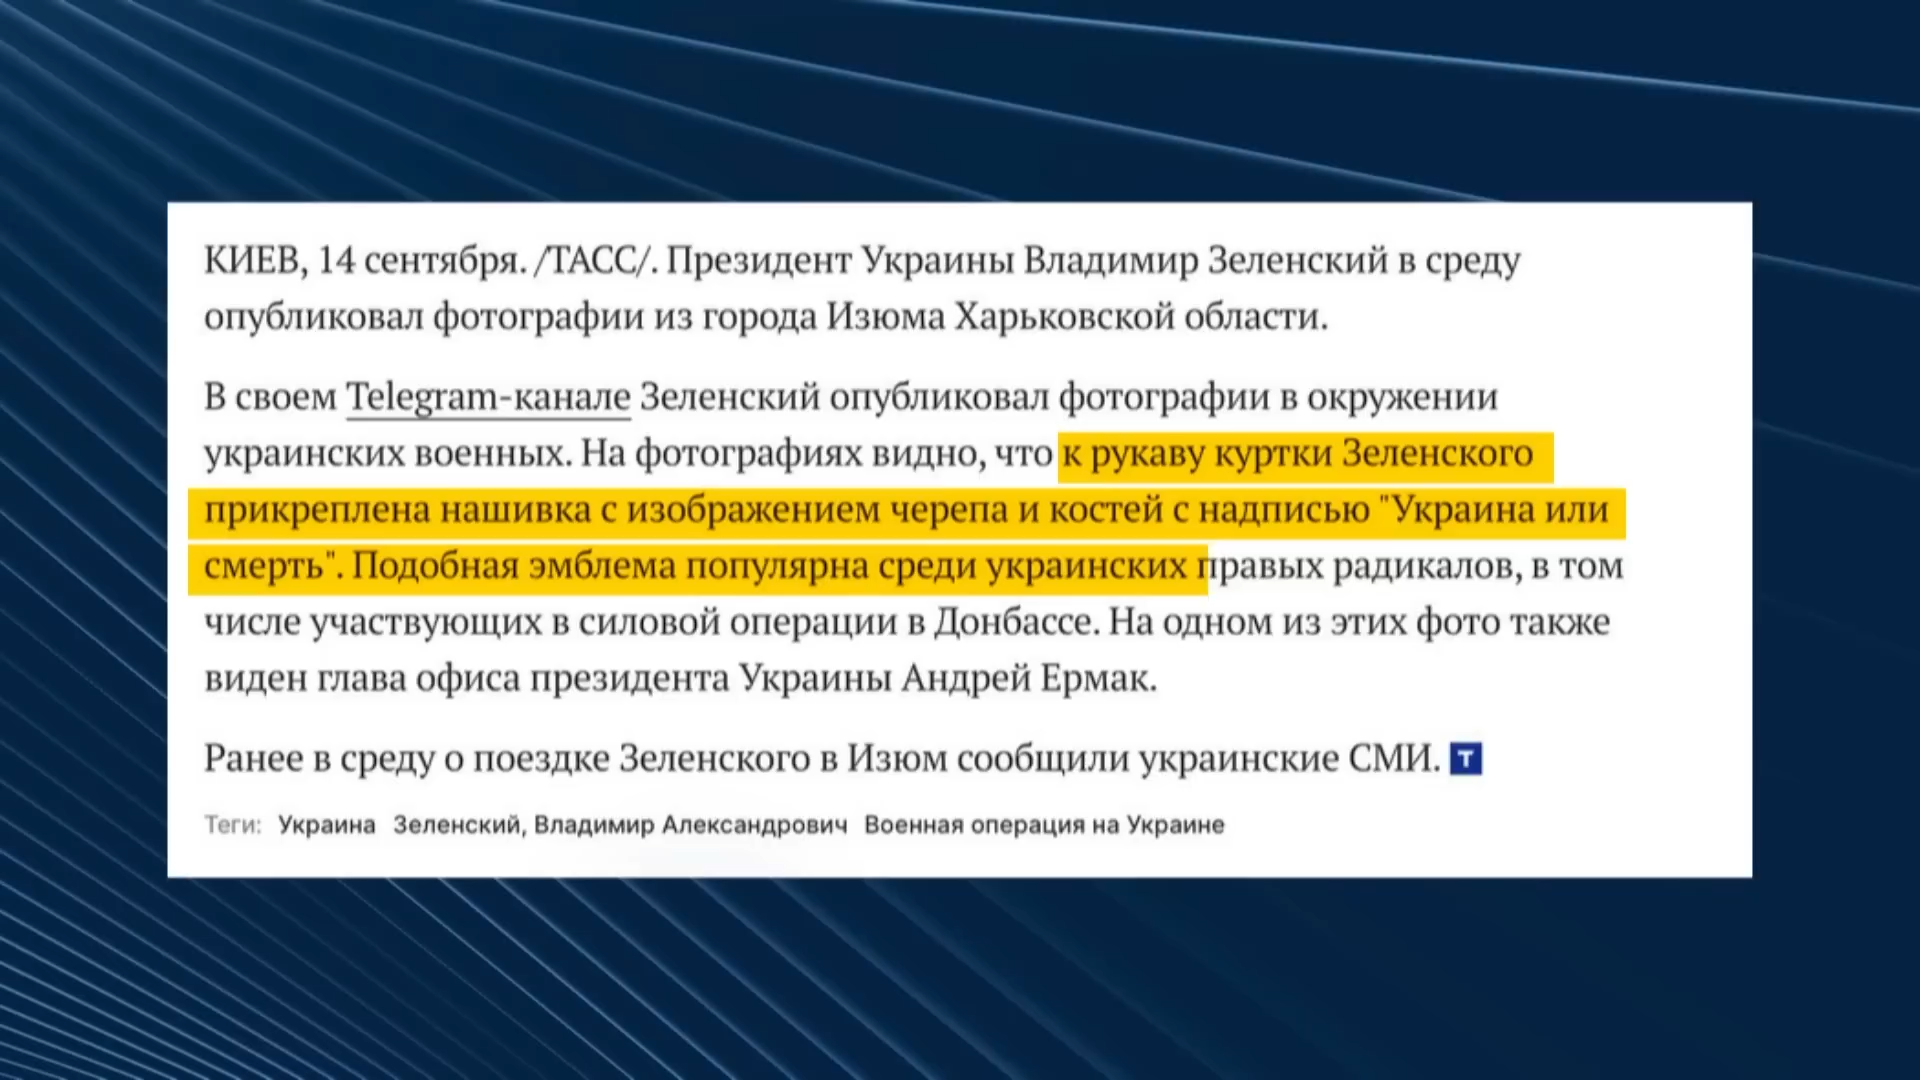 КИЕВ, 14 сентября. /ТАСС/. Президент Украины Владимир Зеленский в среду
опубликовал фотографии из города Изюма Харьковской области.
В своем Telegram-канале Зеленский опубликовал фотографии в окружении
украинских военных. На фотографиях видно, что к рукаву куртки Зеленского
прикреплена нашивка с изображением черепа и костей с надписью "Украина или
смерть". Подобная эмблема популярна среди украинских правых радикалов, в том
числе участвующих в силовой операции в Донбассе. На одном из этих фото также
виден глава офиса президента Украины Андрей Ермак.
Ранее в среду о поездке Зеленского в Изюм сообщили украинские СМИ. Т
Теги: Украина Зеленский, Владимир Александрович Военная операция на Украине